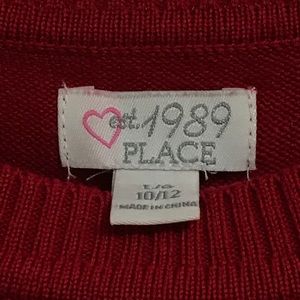 est. 1989
PLACE
L/G
10/12
MADE IN CHINA